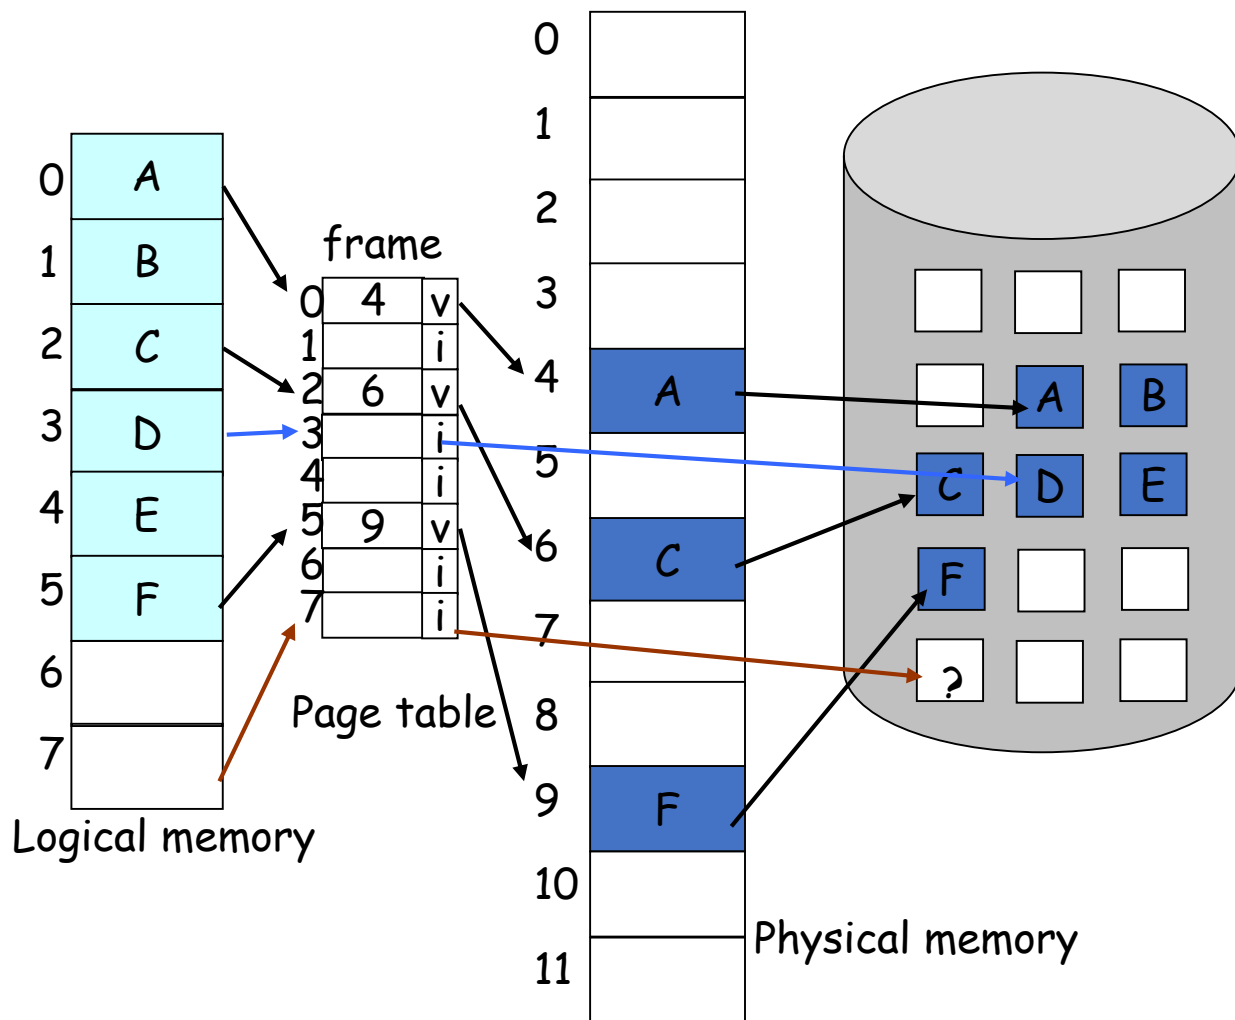 0 A
1 B
2 C
3 D
4 E
5 F
6
7
Logical memory
frame
0 4 v
1 i
2 6 v
3 i
4 i
5 9 v
6 i
7 i
Page table
0
1
2
3
4 A
5
6 C
7
8
9 F
10
11
Physical memory
A B
C D E
F
?